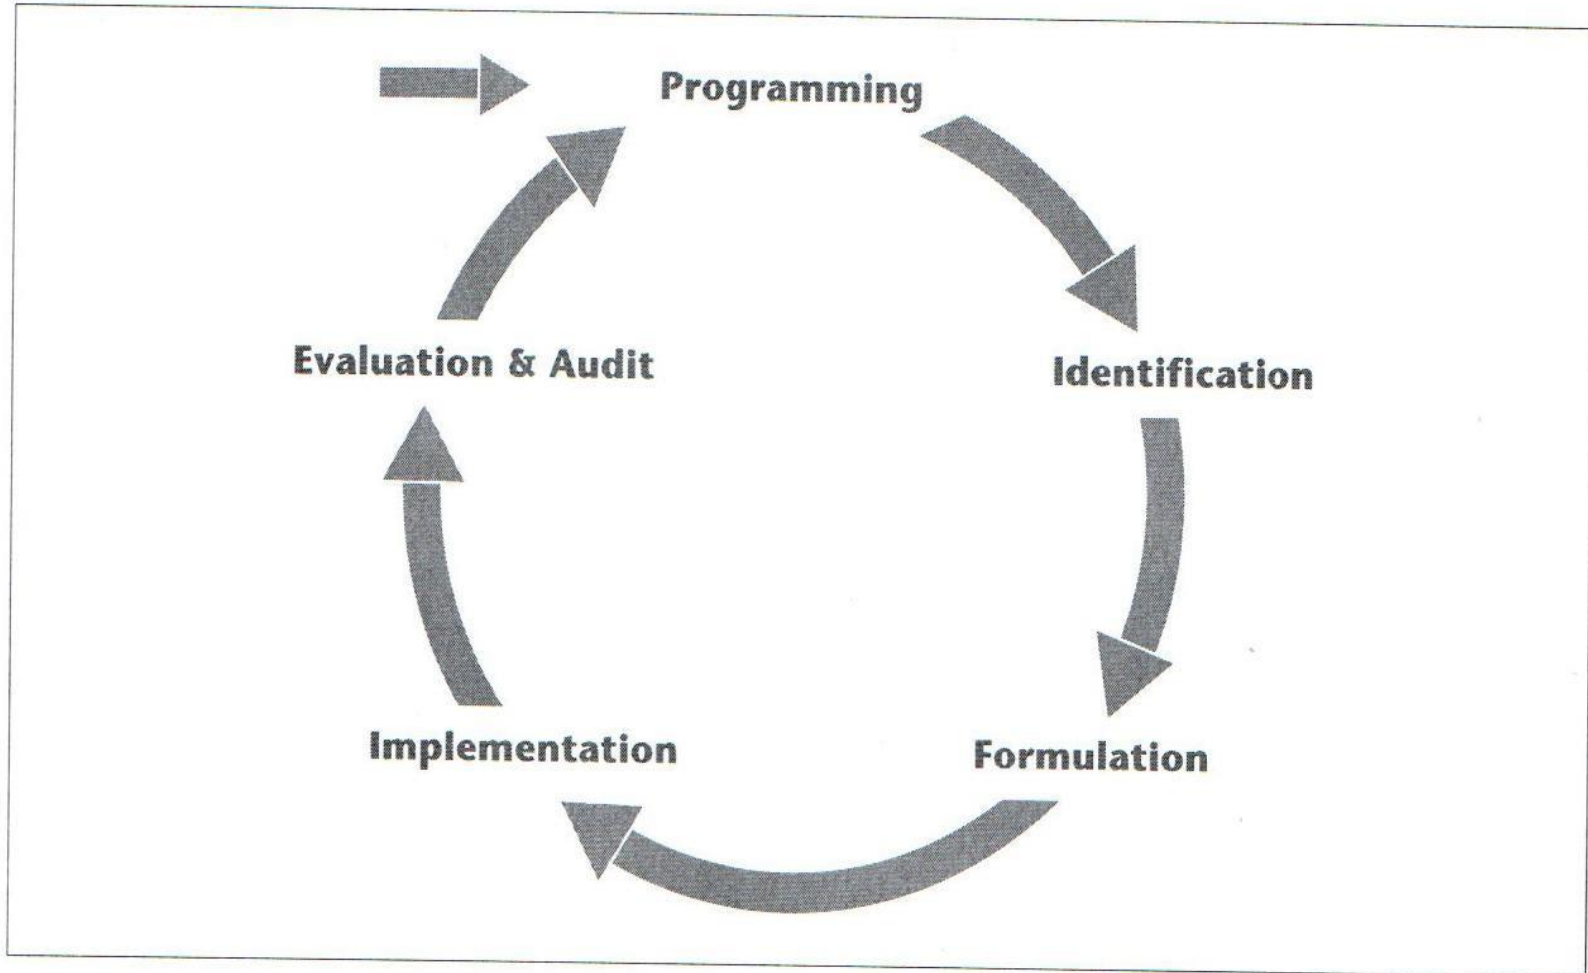 Programming
Identification
Formulation
Implementation
Evaluation & Audit